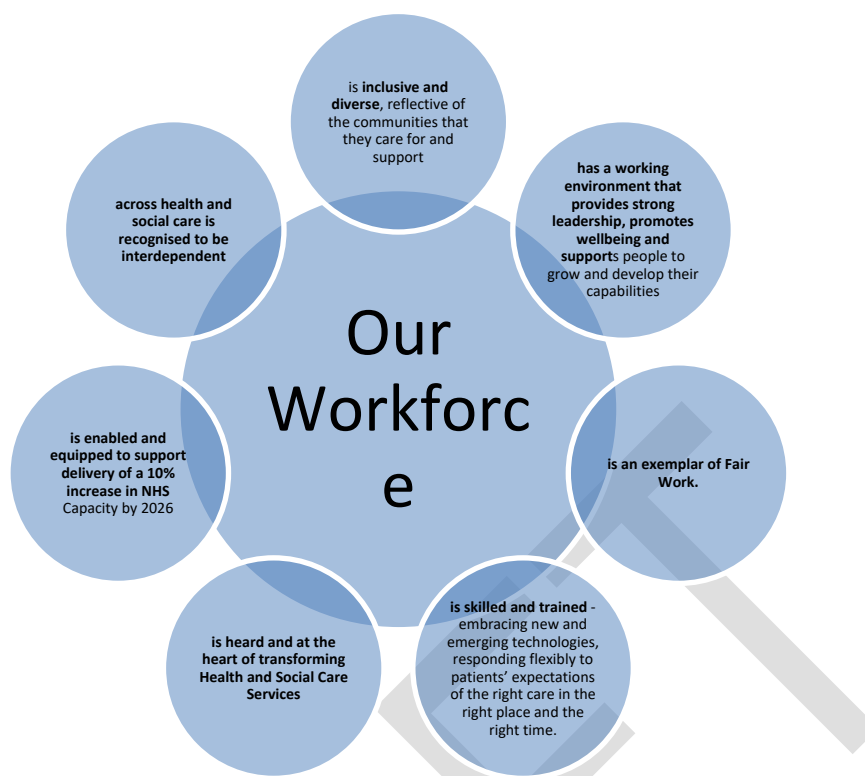 is inclusive and
diverse, reflective of
the communities that
they care for and
support
has a working
environment that
provides strong
leadership, promotes
wellbeing and
supports people to
grow and develop their
capabilities
is an exemplar of Fair
Work.
is skilled and trained -
embracing new and
emerging technologies,
responding flexibly to
patients’ expectations
of the right care in the
right place and the
right time.
is heard and at the
heart of transforming
Health and Social Care
Services
is enabled and
equipped to support
delivery of a 10%
increase in NHS
Capacity by 2026
across health and
social care is
recognised to be
interdependent
Our
Workforc
e